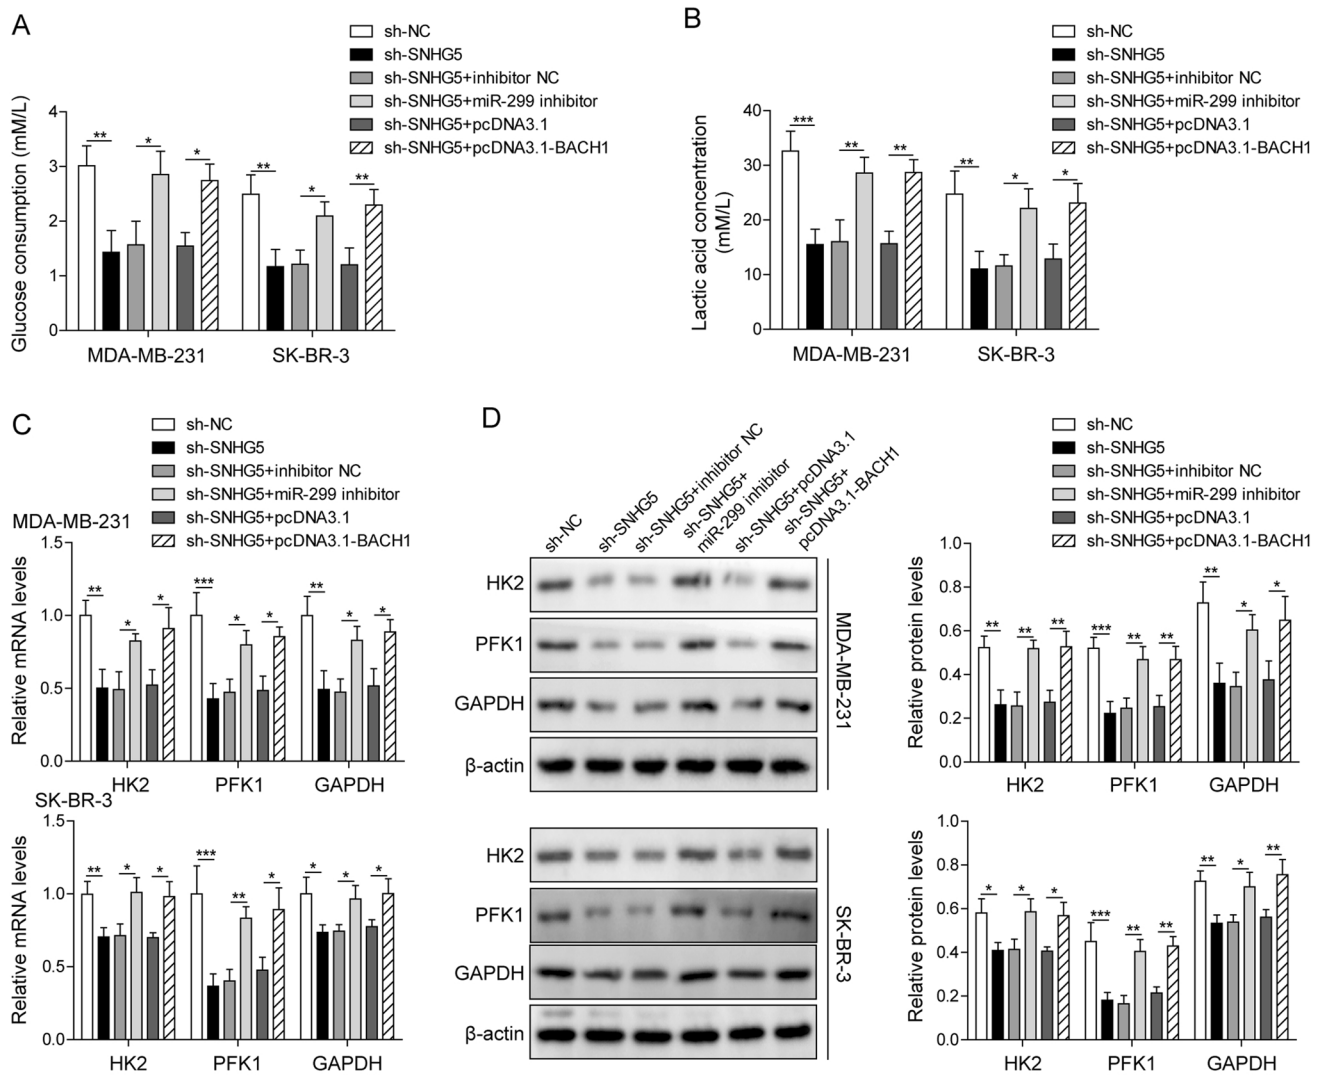 A
sh-NC
sh-SNHG5
sh-SNHG5+inhibitor NC
sh-SNHG5+miR-299 inhibitor
sh-SNHG5+pcDNA3.1
sh-SNHG5+pcDNA3.1-BACH1
Glucose consumption (mM/L)
4
3
2
1
0
** * * ** * **
MDA-MB-231 SK-BR-3
B
sh-NC
sh-SNHG5
sh-SNHG5+inhibitor NC
sh-SNHG5+miR-299 inhibitor
sh-SNHG5+pcDNA3.1
sh-SNHG5+pcDNA3.1-BACH1
Lactic acid concentration
(mM/L)
40
30
20
10
0
*** ** ** ** * *
MDA-MB-231 SK-BR-3
C
sh-NC
sh-SNHG5
sh-SNHG5+inhibitor NC
sh-SNHG5+miR-299 inhibitor
sh-SNHG5+pcDNA3.1
sh-SNHG5+pcDNA3.1-BACH1
MDA-MB-231
Relative mRNA levels
1.5
1.0
0.5
0.0
** * * *** * * ** * *
HK2 PFK1 GAPDH
SK-BR-3
Relative mRNA levels
1.5
1.0
0.5
0.0
** * * *** ** * * * *
HK2 PFK1 GAPDH
D
sh-NC
sh-SNHG5
sh-SNHG5+inhibitor NC
sh-SNHG5+
miR-299 inhibitor
sh-SNHG5+pcDNA3.1
sh-SNHG5+
pcDNA3.1-BACH1
HK2
PFK1
GAPDH
β-actin
MDA-MB-231
HK2
PFK1
GAPDH
β-actin
SK-BR-3
sh-NC
sh-SNHG5
sh-SNHG5+inhibitor NC
sh-SNHG5+miR-299 inhibitor
sh-SNHG5+pcDNA3.1
sh-SNHG5+pcDNA3.1-BACH1
Relative protein levels
1.0
0.8
0.6
0.4
0.2
0.0
** ** ** *** ** ** ** * *
HK2 PFK1 GAPDH
Relative protein levels
1.0
0.8
0.6
0.4
0.2
0.0
* * * *** ** ** ** * **
HK2 PFK1 GAPDH